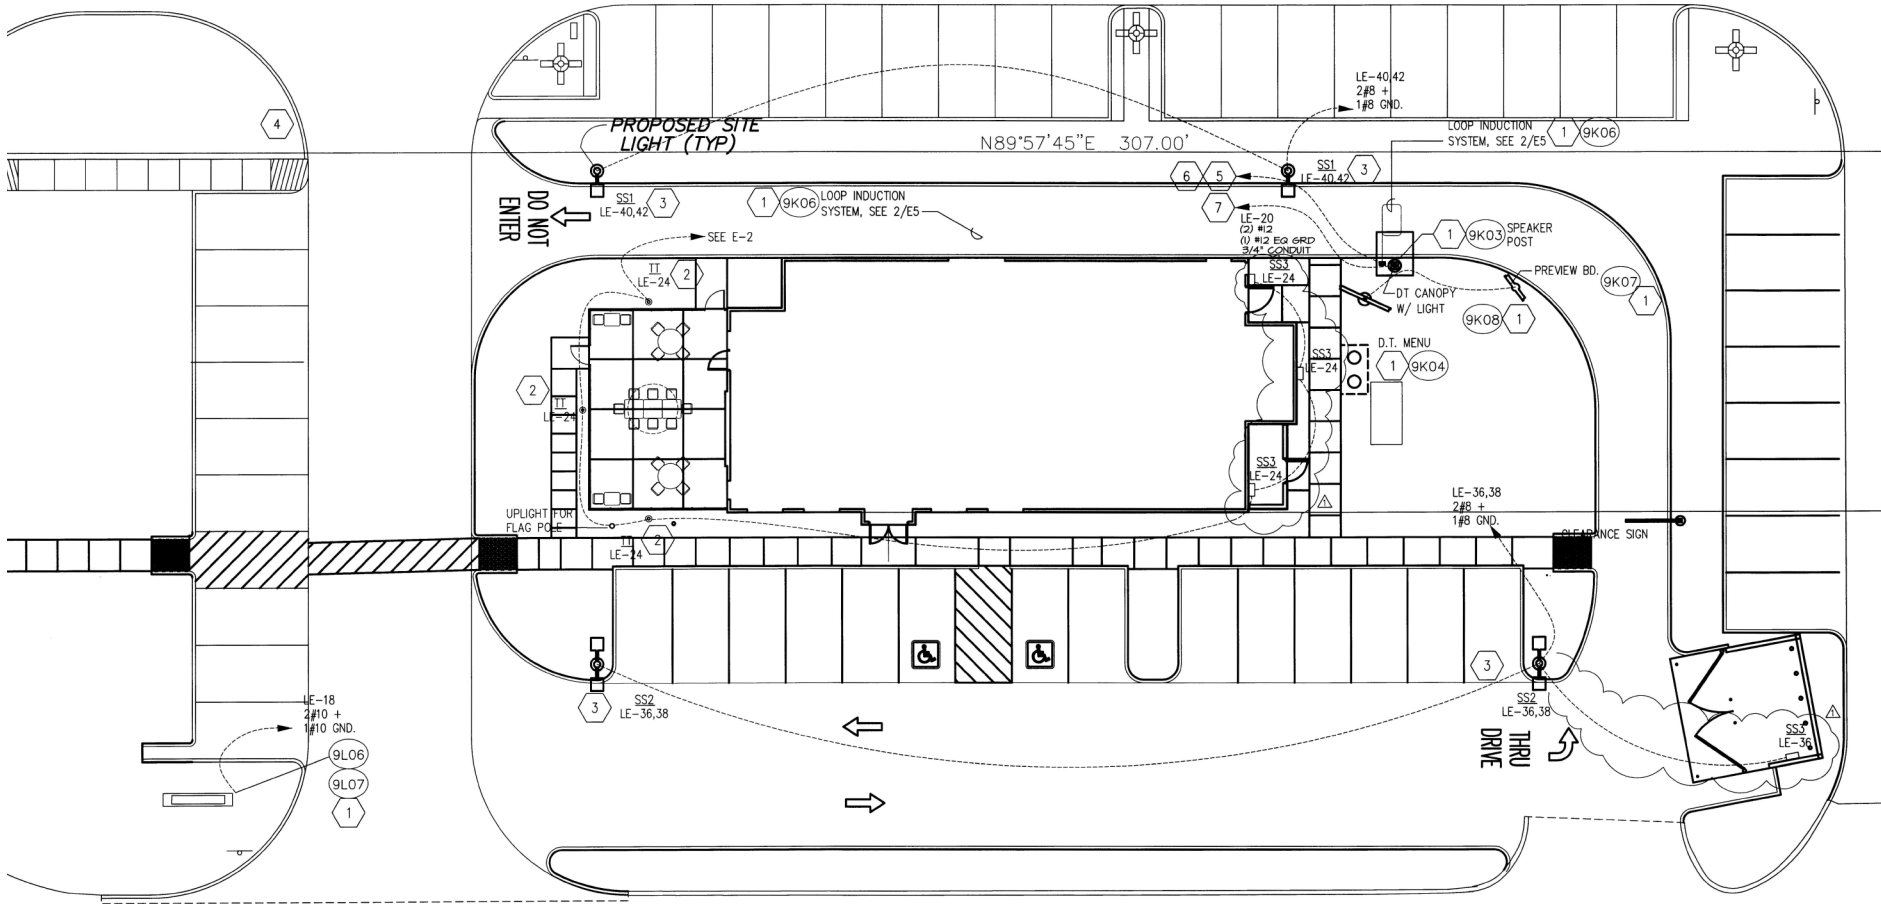 PROPOSED SITE
LIGHT (TYP)
N89°57'45"E 307.00'
LE-40,42
2#8 +
1#8 GND.
LOOP INDUCTION
SYSTEM, SEE 2/E5
1
9K06
4
SS1
LE-40,42
3
DO NOT
ENTER
1
9K06
LOOP INDUCTION
SYSTEM, SEE 2/E5
6
5
7
SS1
LE-40,42
3
LE-20
(2) #12
(1) #12 EQ GRD
3/4" CONDUIT
1
9K03
SPEAKER
POST
SEE E-2
TT
LE-24
2
SS3
LE-24
DT CANOPY
W/ LIGHT
PREVIEW BD.
9K07
1
9K08
1
D.T. MENU
1
9K04
SS3
LE-24
2
TT
LE-24
SS3
LE-24
1
UPLIGHT FOR
FLAG POLE
TT
LE-24
2
LE-36,38
2#8 +
1#8 GND.
CLEARANCE SIGN
3
SS2
LE-36,38
3
SS2
LE-36,38
THRU
DRIVE
SS3
LE-36
1
LE-18
2#10 +
1#10 GND.
9L06
9L07
1